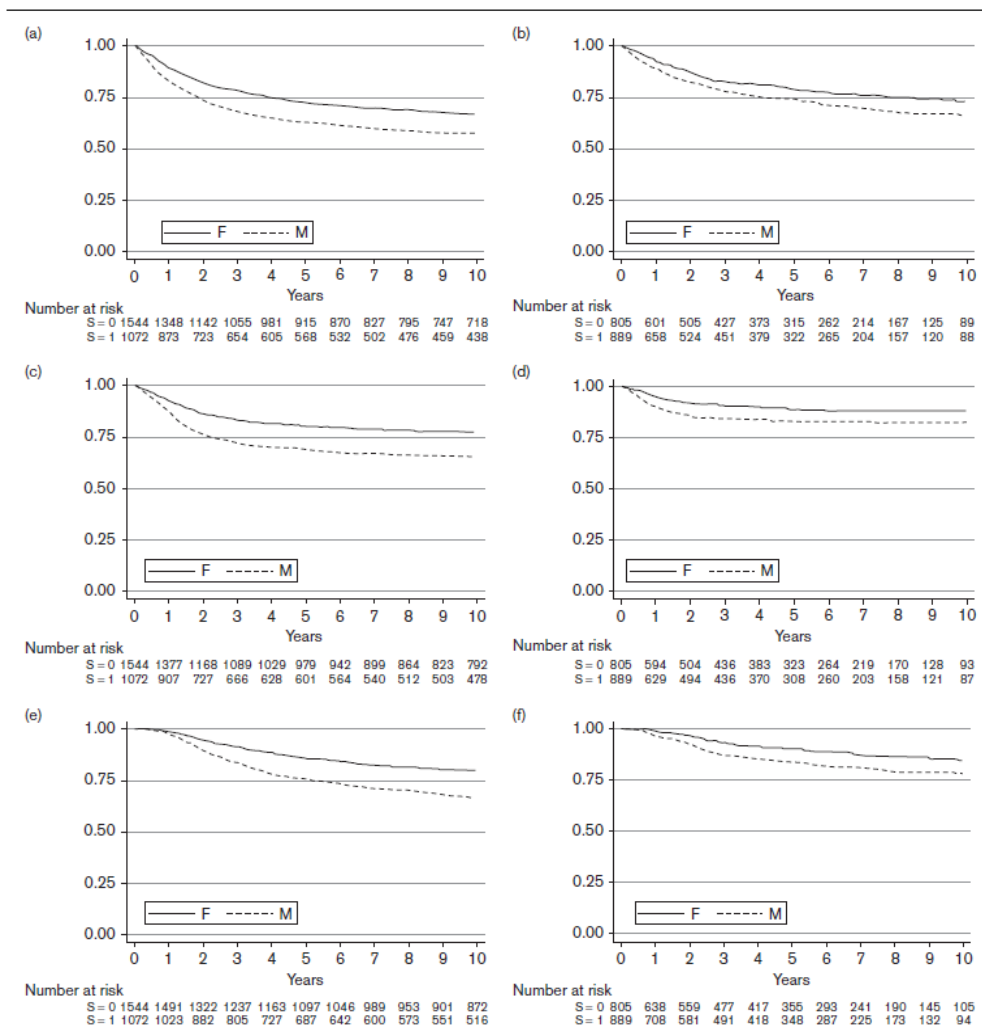 (a)
1.00
0.75
0.50
0.25
0.00
F M
0 1 2 3 4 5 6 7 8 9 10
Years
Number at risk
S = 0 1544 1348 1142 1055 981 915 870 827 795 747 718
S = 1 1072 873 723 654 605 568 532 502 476 459 438
(b)
1.00
0.75
0.50
0.25
0.00
F M
0 1 2 3 4 5 6 7 8 9 10
Years
Number at risk
S = 0 805 601 505 427 373 315 262 214 167 125 89
S = 1 889 658 524 451 379 322 265 204 157 120 88
(c)
1.00
0.75
0.50
0.25
0.00
F M
0 1 2 3 4 5 6 7 8 9 10
Years
Number at risk
S = 0 1544 1377 1168 1089 1029 979 942 899 864 823 792
S = 1 1072 907 727 666 628 601 564 540 512 503 478
(d)
1.00
0.75
0.50
0.25
0.00
F M
0 1 2 3 4 5 6 7 8 9 10
Years
Number at risk
S = 0 805 594 504 436 383 323 264 219 170 128 93
S = 1 889 629 494 436 370 308 260 203 158 121 87
(e)
1.00
0.75
0.50
0.25
0.00
F M
0 1 2 3 4 5 6 7 8 9 10
Years
Number at risk
S = 0 1544 1491 1322 1237 1163 1097 1046 989 953 901 872
S = 1 1072 1023 882 805 727 687 642 600 573 551 516
(f)
1.00
0.75
0.50
0.25
0.00
F M
0 1 2 3 4 5 6 7 8 9 10
Years
Number at risk
S = 0 805 638 559 477 417 355 293 241 190 145 105
S = 1 889 708 581 491 418 348 287 225 173 132 94